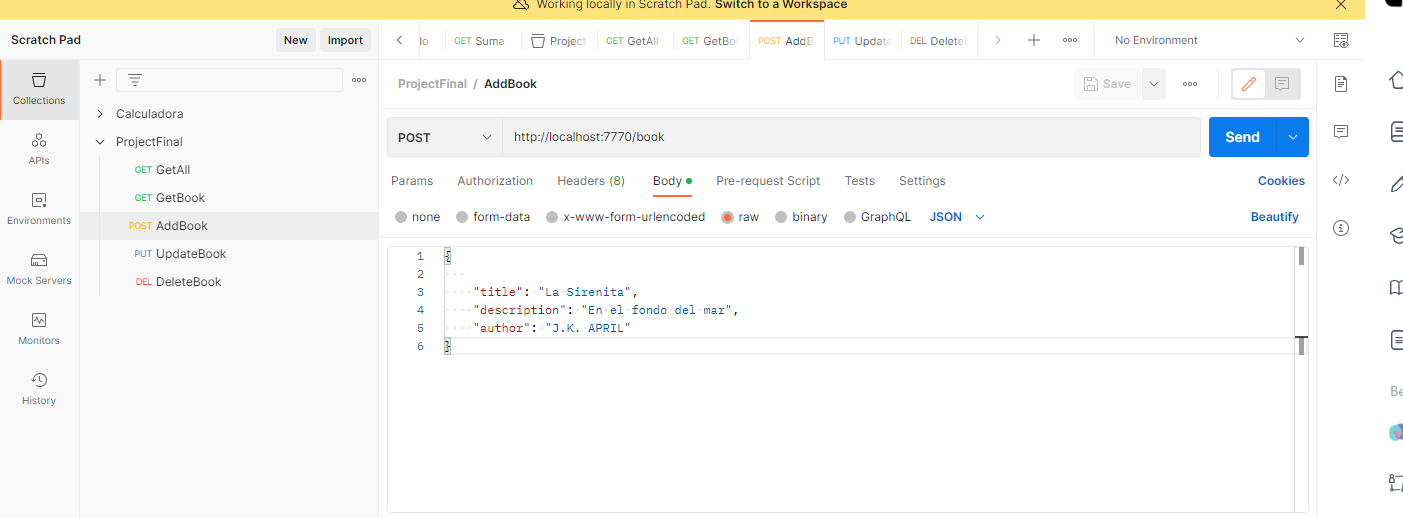 Working locally in Scratch Pad. Switch to a Workspace
Scratch Pad
New
Import
lo
GET Suma
Project
GET GetAll
GET GetBo
POST AddB
PUT Update
DEL Delete
No Environment
Collections
APIs
Environments
Mock Servers
Monitors
History
Calculadora
ProjectFinal
GET GetAll
GET GetBook
POST AddBook
PUT UpdateBook
DEL DeleteBook
ProjectFinal / AddBook
Save
POST
http://localhost:7770/book
Send
Params
Authorization
Headers (8)
Body
Pre-request Script
Tests
Settings
Cookies
none
form-data
x-www-form-urlencoded
raw
binary
GraphQL
JSON
Beautify
1 {
2
3 "title": "La Sirenita",
4 "description": "En el fondo del mar",
5 "author": "J.K. APRIL"
6 }
Be